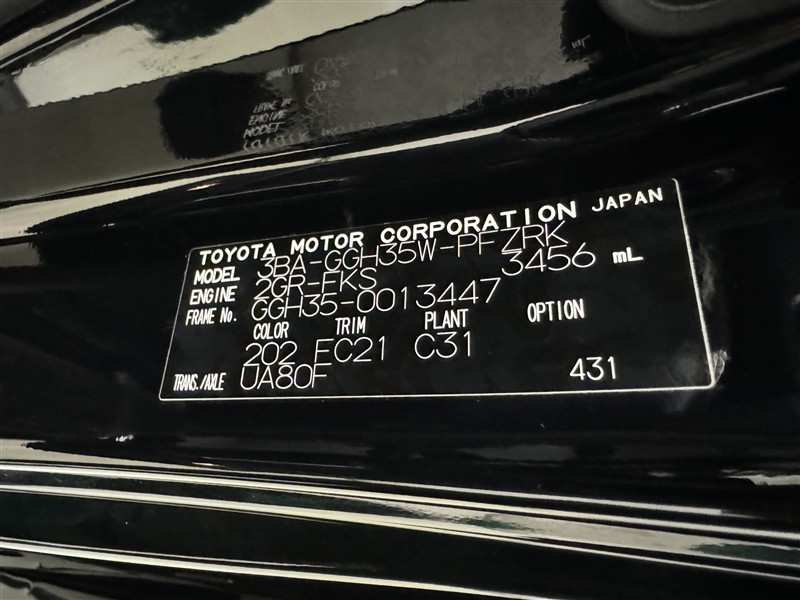 TOYOTA MOTOR CORPORATION JAPAN
MODEL 3BA-GGH35W-PFZRK
ENGINE 2GR-FKS 3456 mL
FRAME No. GGH35-0013447
COLOR TRIM PLANT OPTION
202 FC21 C31
TRANS./AXLE UA80F 431